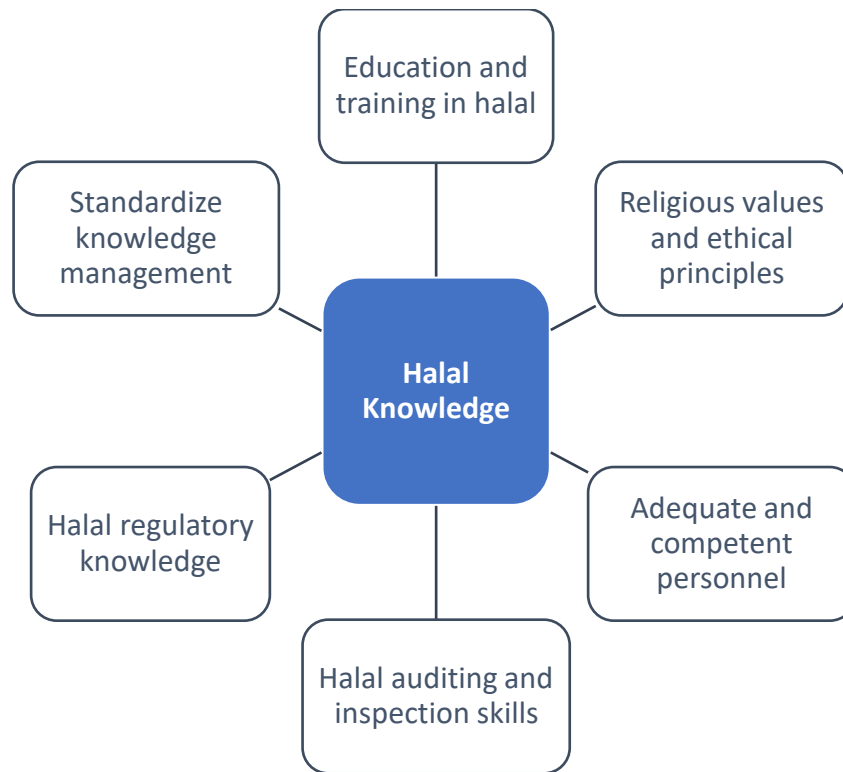 Education and
training in halal
Religious values
and ethical
principles
Standardize
knowledge
management
Halal
Knowledge
Halal regulatory
knowledge
Adequate and
competent
personnel
Halal auditing and
inspection skills